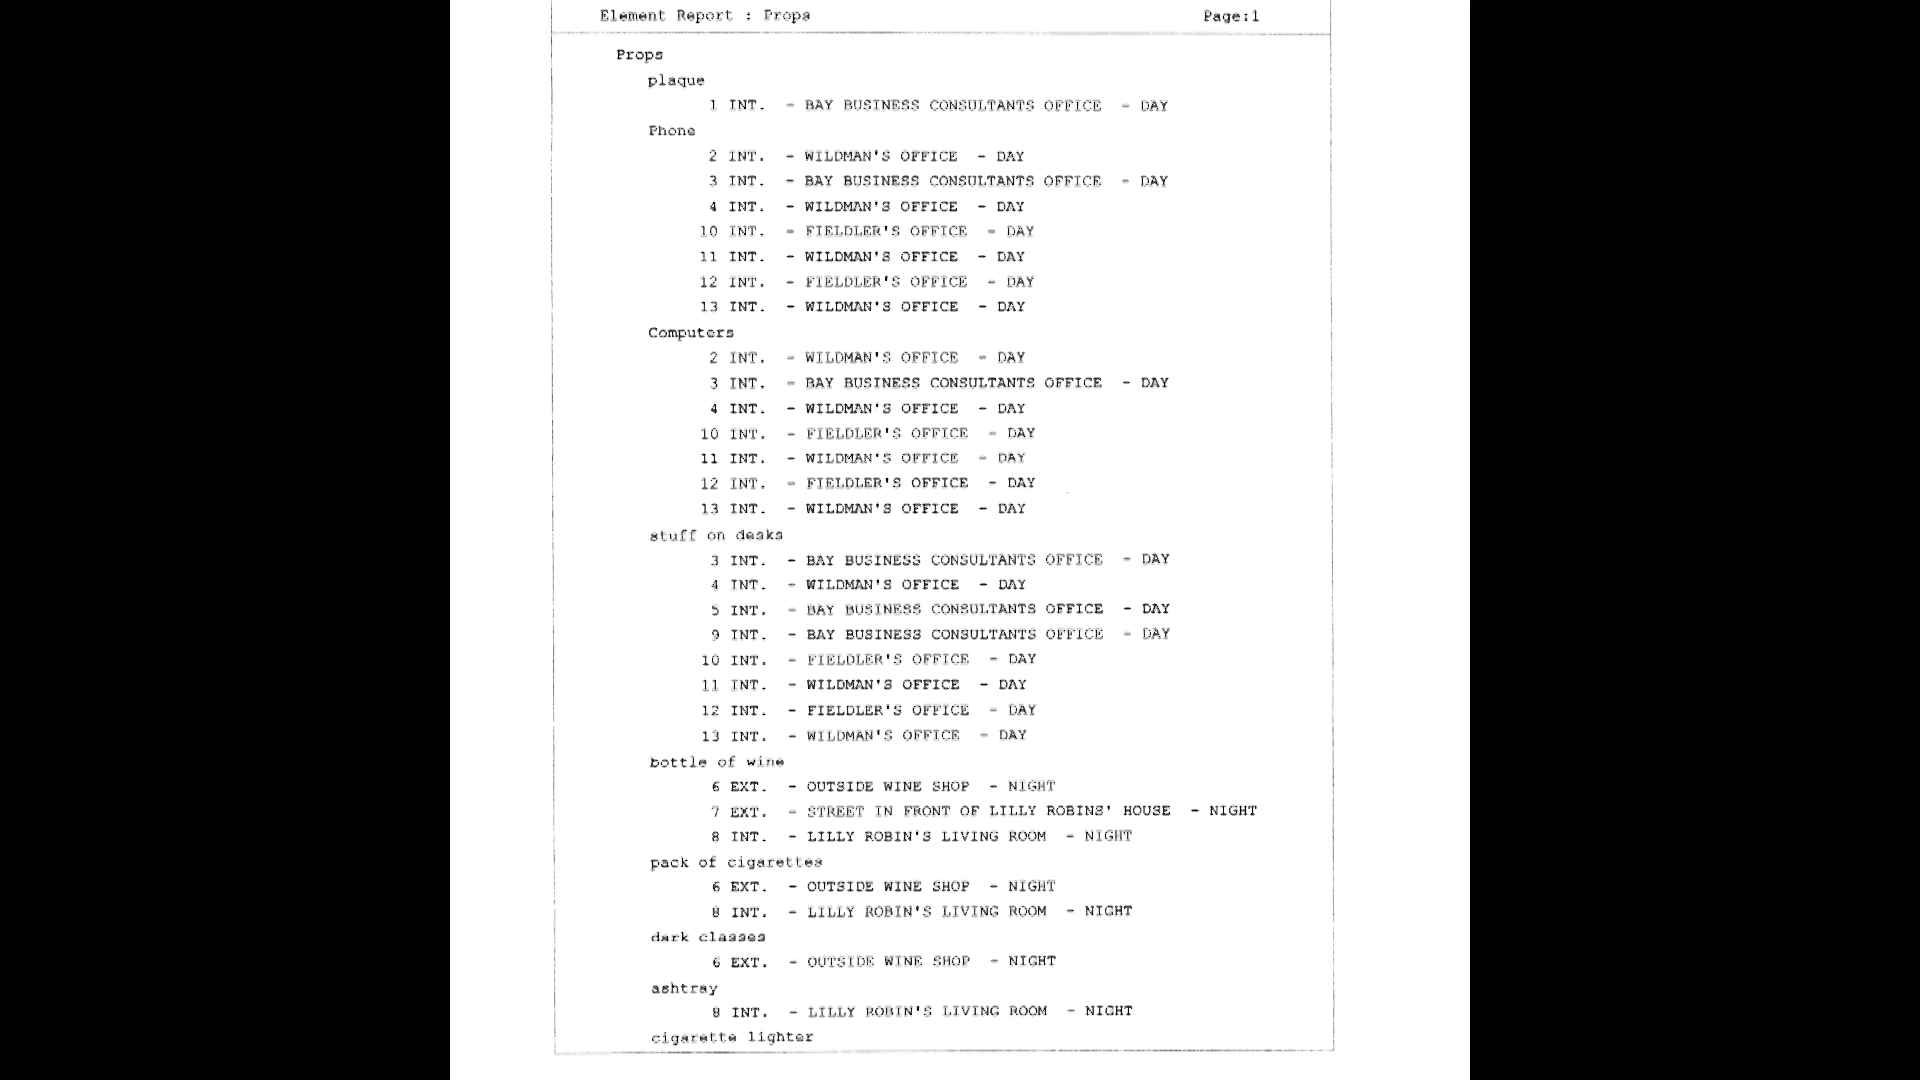 Element Report : Props Page:1
Props
plaque
1 INT. - BAY BUSINESS CONSULTANTS OFFICE - DAY
Phone
2 INT. - WILDMAN'S OFFICE - DAY
3 INT. - BAY BUSINESS CONSULTANTS OFFICE - DAY
4 INT. - WILDMAN'S OFFICE - DAY
10 INT. - FIELDLER'S OFFICE - DAY
11 INT. - WILDMAN'S OFFICE - DAY
12 INT. - FIELDLER'S OFFICE - DAY
13 INT. - WILDMAN'S OFFICE - DAY
Computers
2 INT. - WILDMAN'S OFFICE - DAY
3 INT. - BAY BUSINESS CONSULTANTS OFFICE - DAY
4 INT. - WILDMAN'S OFFICE - DAY
10 INT. - FIELDLER'S OFFICE - DAY
11 INT. - WILDMAN'S OFFICE - DAY
12 INT. - FIELDLER'S OFFICE - DAY
13 INT. - WILDMAN'S OFFICE - DAY
stuff on desks
3 INT. - BAY BUSINESS CONSULTANTS OFFICE - DAY
4 INT. - WILDMAN'S OFFICE - DAY
5 INT. - BAY BUSINESS CONSULTANTS OFFICE - DAY
9 INT. - BAY BUSINESS CONSULTANTS OFFICE - DAY
10 INT. - FIELDLER'S OFFICE - DAY
11 INT. - WILDMAN'S OFFICE - DAY
12 INT. - FIELDLER'S OFFICE - DAY
13 INT. - WILDMAN'S OFFICE - DAY
bottle of wine
6 EXT. - OUTSIDE WINE SHOP - NIGHT
7 EXT. - STREET IN FRONT OF LILLY ROBINS' HOUSE - NIGHT
8 INT. - LILLY ROBIN'S LIVING ROOM - NIGHT
pack of cigarettes
6 EXT. - OUTSIDE WINE SHOP - NIGHT
8 INT. - LILLY ROBIN'S LIVING ROOM - NIGHT
dark classes
6 EXT. - OUTSIDE WINE SHOP - NIGHT
ashtray
8 INT. - LILLY ROBIN'S LIVING ROOM - NIGHT
cigarette lighter